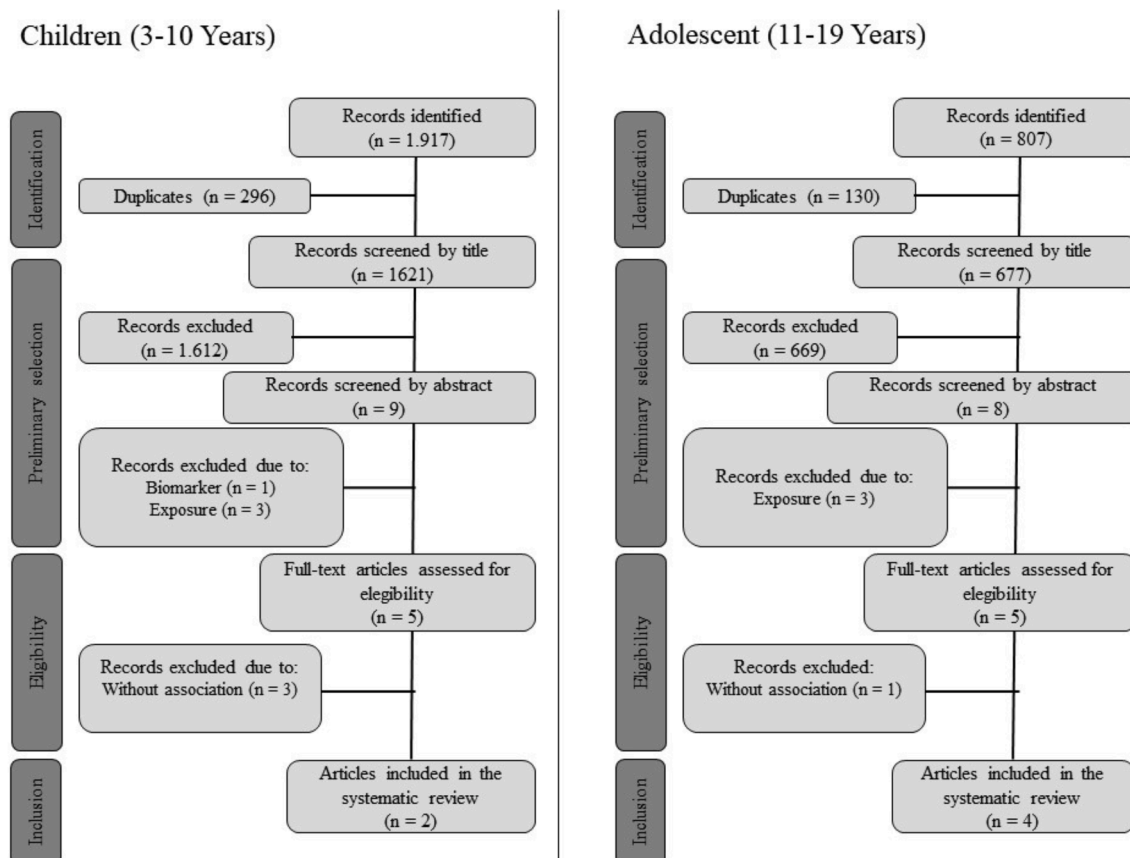 Children (3-10 Years)
Identification
Records identified
(n = 1.917)
Duplicates (n = 296)
Preliminary selection
Records screened by title
(n = 1621)
Records excluded
(n = 1.612)
Records screened by abstract
(n = 9)
Records excluded due to:
Biomarker (n = 1)
Exposure (n = 3)
Eligibility
Full-text articles assessed for
elegibility
(n = 5)
Records excluded due to:
Without association (n = 3)
Inclusion
Articles included in the
systematic review
(n = 2)
Adolescent (11-19 Years)
Identification
Records identified
(n = 807)
Duplicates (n = 130)
Preliminary selection
Records screened by title
(n = 677)
Records excluded
(n = 669)
Records screened by abstract
(n = 8)
Records excluded due to:
Exposure (n = 3)
Eligibility
Full-text articles assessed for
elegibility
(n = 5)
Records excluded:
Without association (n = 1)
Inclusion
Articles included in the
systematic review
(n = 4)